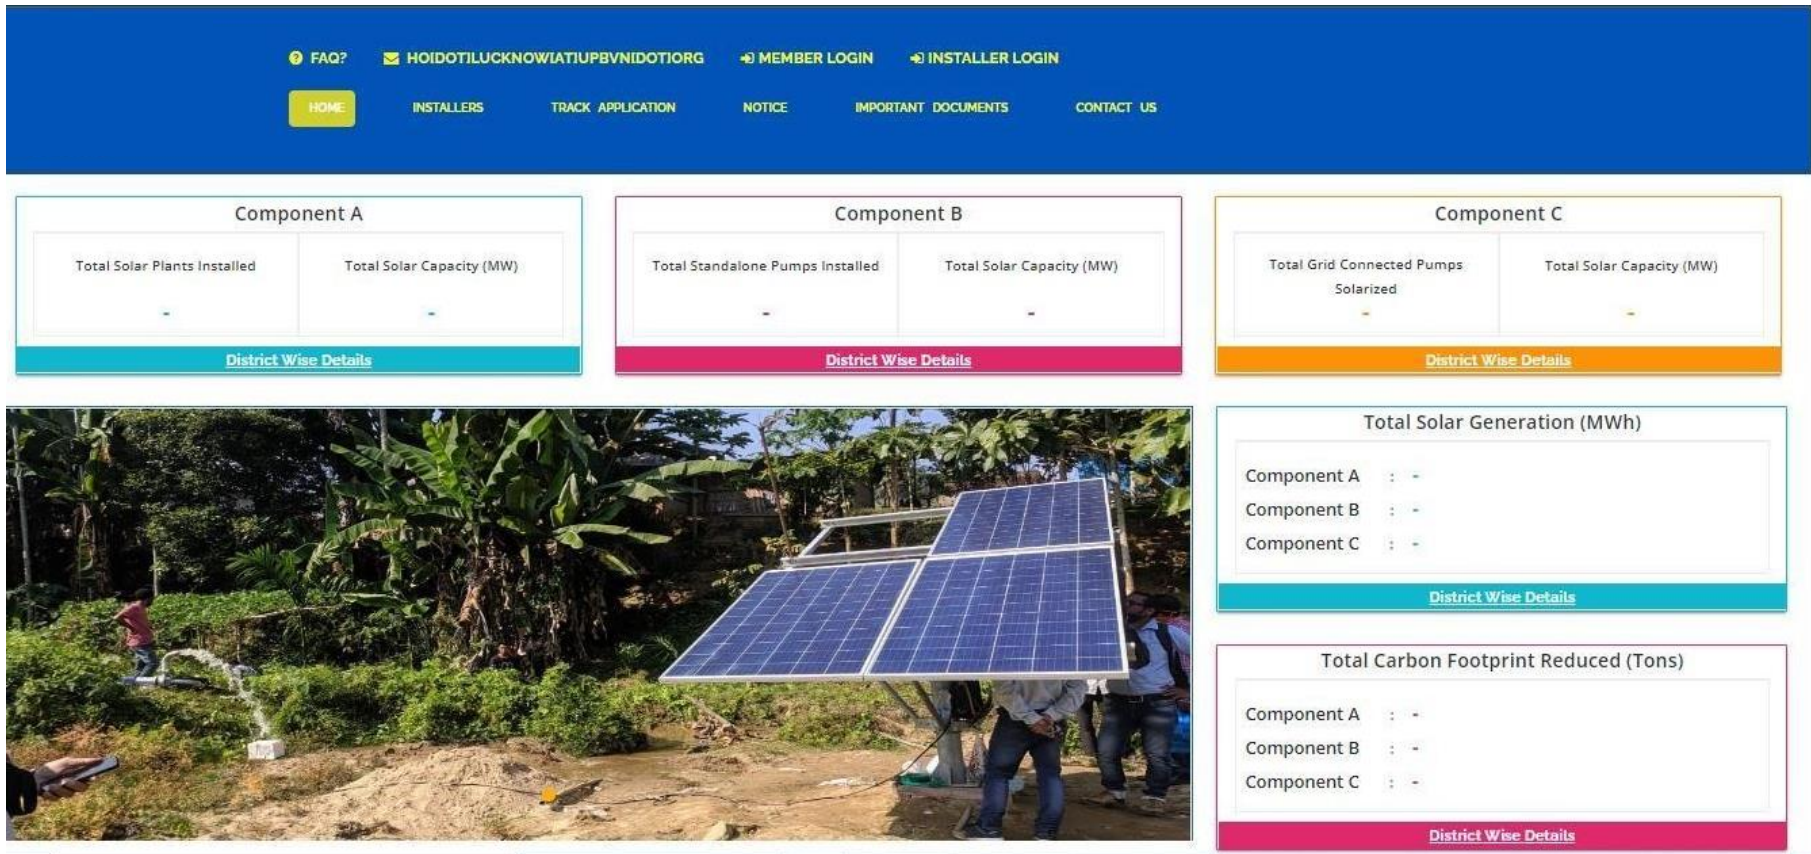 FAQ? HOIDOTILUCKNOWIATIUPBVNIDOTIORG MEMBER LOGIN INSTALLER LOGIN
HOME INSTALLERS TRACK APPLICATION NOTICE IMPORTANT DOCUMENTS CONTACT US
Component A
Total Solar Plants Installed Total Solar Capacity (MW)
- -
District Wise Details
Component B
Total Standalone Pumps Installed Total Solar Capacity (MW)
- -
District Wise Details
Component C
Total Grid Connected Pumps Solarized Total Solar Capacity (MW)
- -
District Wise Details
Total Solar Generation (MWh)
Component A : -
Component B : -
Component C : -
District Wise Details
Total Carbon Footprint Reduced (Tons)
Component A : -
Component B : -
Component C : -
District Wise Details